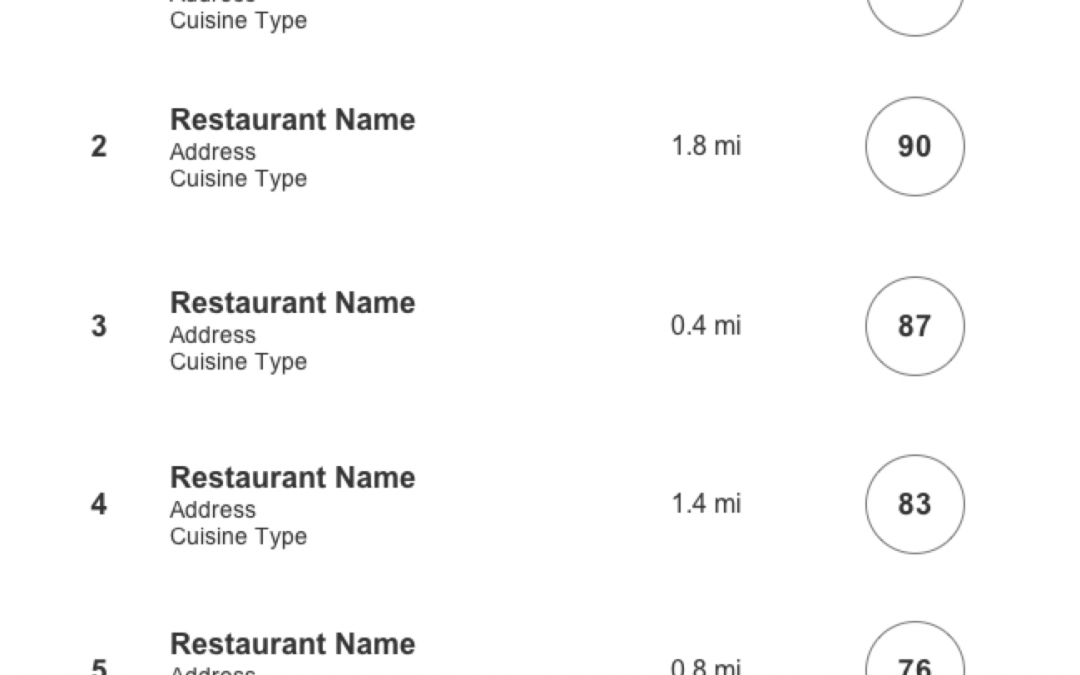 Address
Cuisine Type
Restaurant Name
2
Address
1.8 mi
90
Cuisine Type
Restaurant Name
3
Address
0.4 mi
87
Cuisine Type
Restaurant Name
4
Address
1.4 mi
83
Cuisine Type
Restaurant Name
5
Address
0.8 mi
76